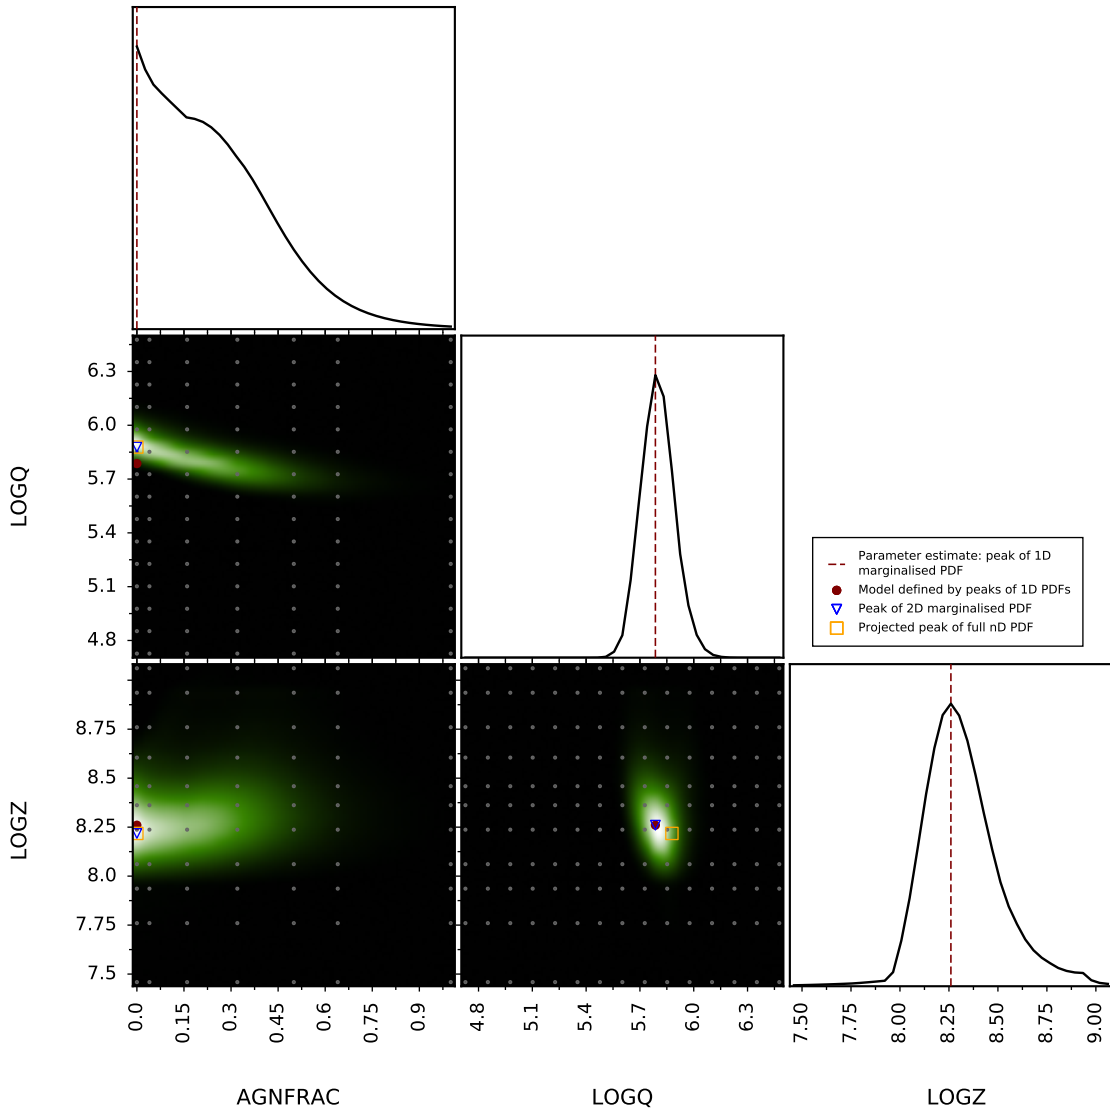 6.3
6.0
5.7
5.4
5.1
4.8
LOGQ
Parameter estimate: peak of 1D
marginalised PDF
Model defined by peaks of 1D PDFs
Peak of 2D marginalised PDF
Projected peak of full nD PDF
8.75
8.5
8.25
8.0
7.75
7.5
LOGZ
0.0 0.15 0.3 0.45 0.6 0.75 0.9
4.8 5.1 5.4 5.7 6.0 6.3
7.50 7.75 8.00 8.25 8.50 8.75 9.00
AGNFRAC
LOGQ
LOGZ